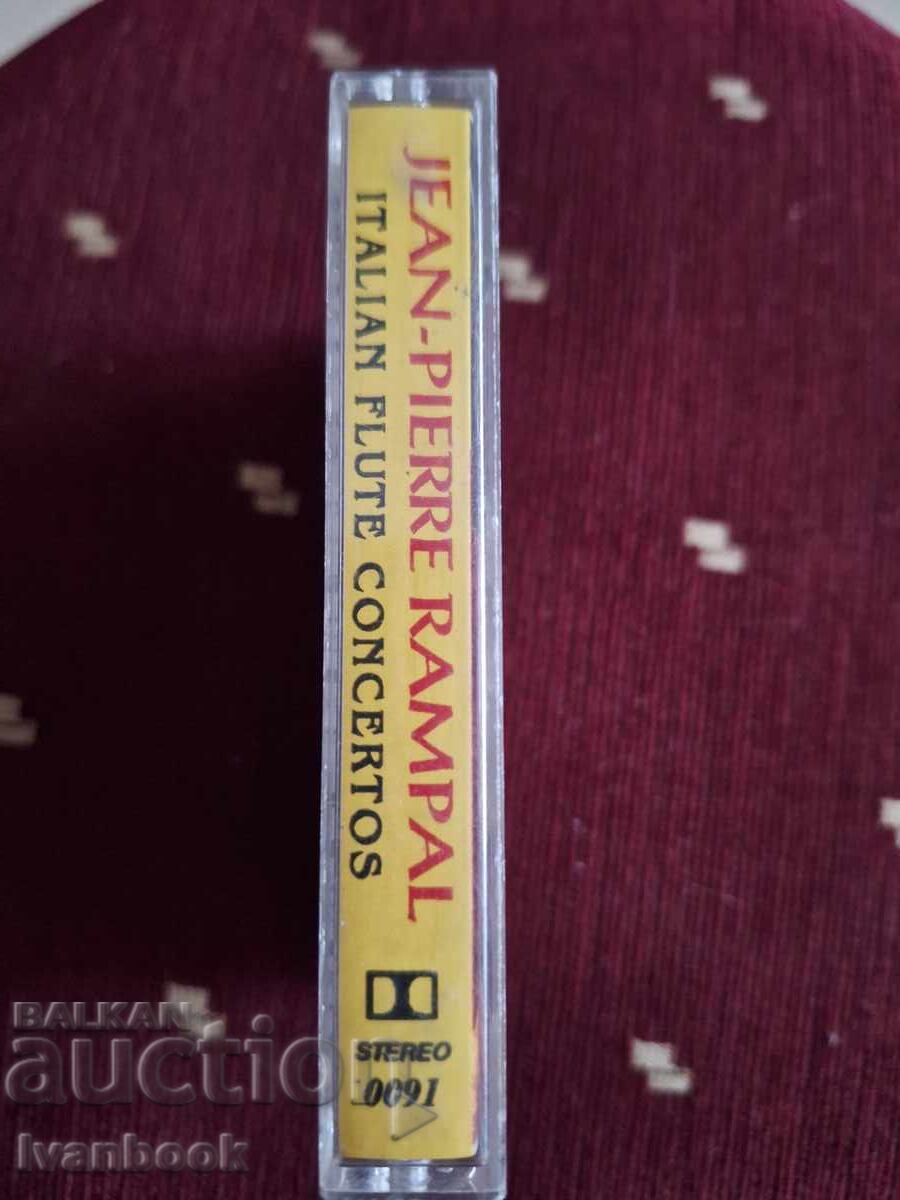 JEAN-PIERRE RAMPAL
ITALIAN FLUTE CONCERTOS
STEREO
0091
BALKAN
auction
Ivanbook